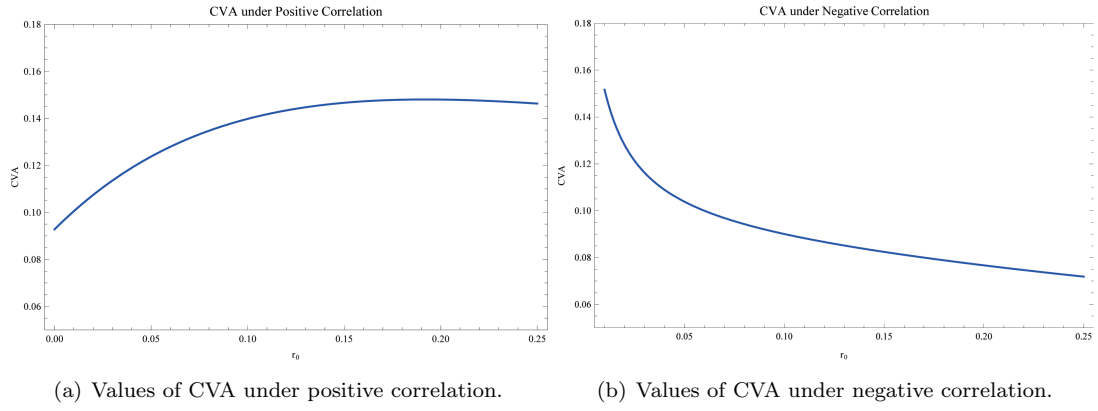 CVA under Positive Correlation
0.18
0.16
0.14
0.12
0.10
0.08
0.06
CVA
0.00 0.05 0.10 0.15 0.20 0.25
r₀
(a) Values of CVA under positive correlation.
CVA under Negative Correlation
0.18
0.16
0.14
0.12
0.10
0.08
0.06
CVA
0.05 0.10 0.15 0.20 0.25
r₀
(b) Values of CVA under negative correlation.